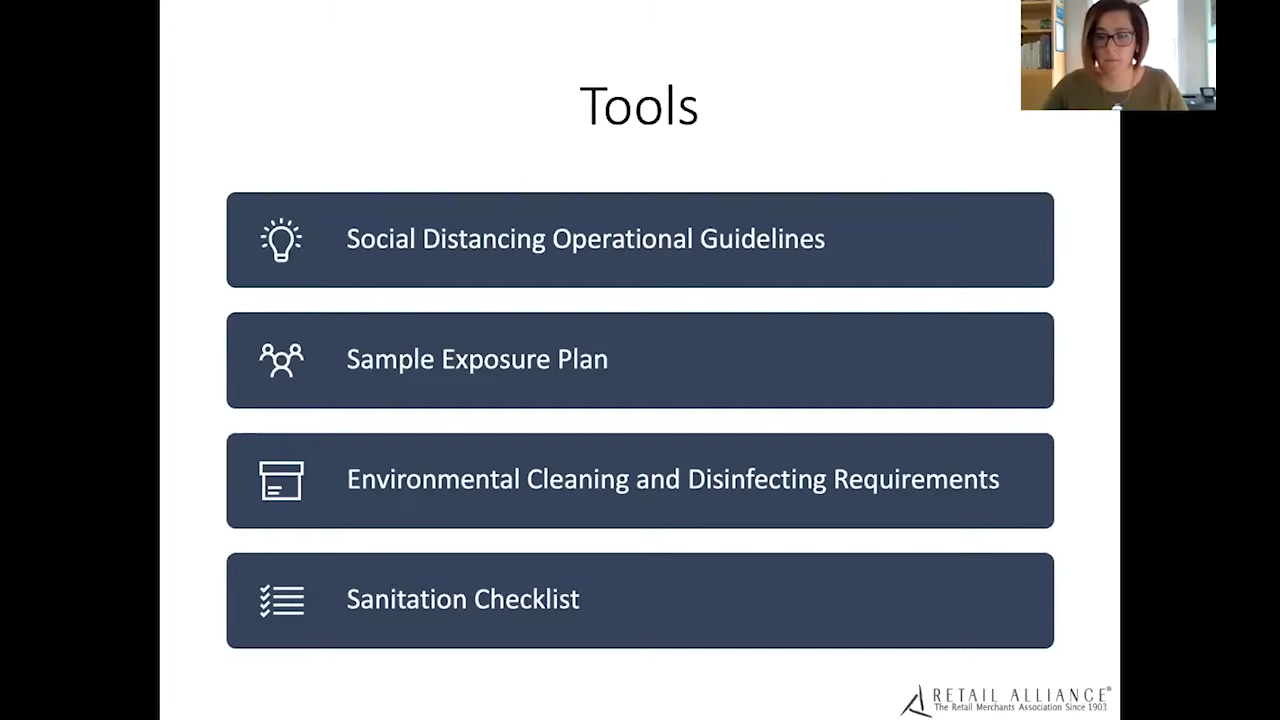 Tools
Social Distancing Operational Guidelines
Sample Exposure Plan
Environmental Cleaning and Disinfecting Requirements
Sanitation Checklist
RETAIL ALLIANCE®
The Retail Merchants Association Since 1903